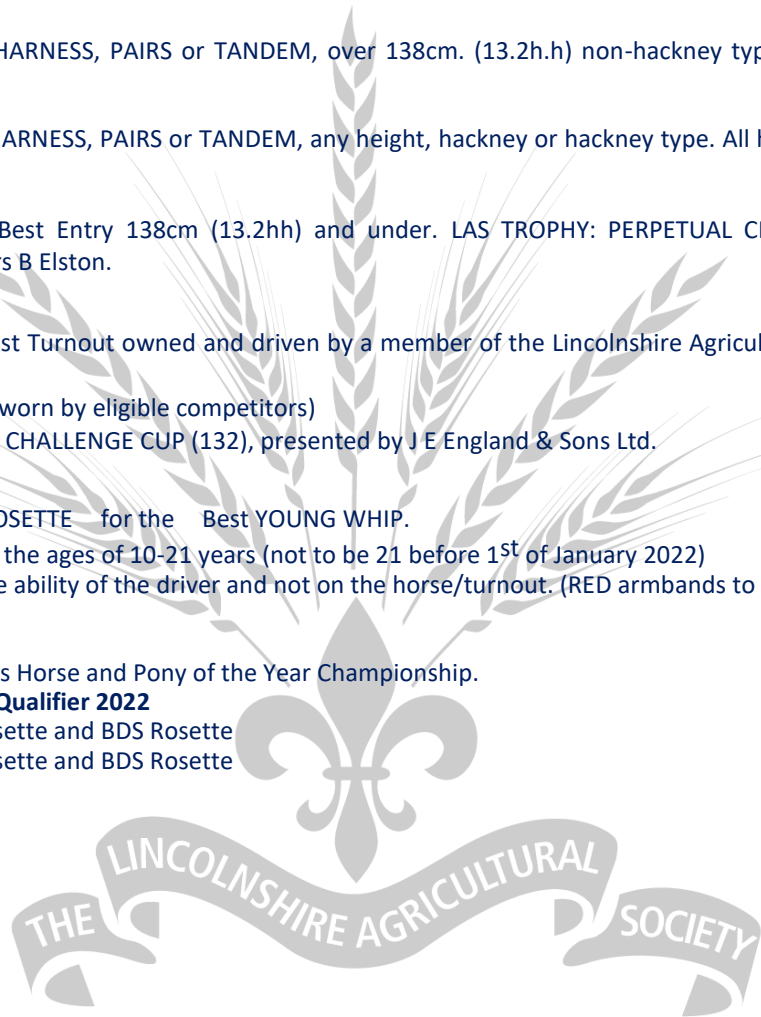 HARNESS, PAIRS or TANDEM, over 138cm. (13.2h.h) non-hackney typ
ARNESS, PAIRS or TANDEM, any height, hackney or hackney type. All h
Best Entry 138cm (13.2hh) and under. LAS TROPHY: PERPETUAL C
rs B Elston.
st Turnout owned and driven by a member of the Lincolnshire Agricul
worn by eligible competitors)
CHALLENGE CUP (132), presented by J E England & Sons Ltd.
OSETTE for the Best YOUNG WHIP.
the ages of 10-21 years (not to be 21 before 1st of January 2022)
e ability of the driver and not on the horse/turnout. (RED armbands to
s Horse and Pony of the Year Championship.
Qualifier 2022
sette and BDS Rosette
sette and BDS Rosette
THE LINCOLNSHIRE AGRICULTURAL SOCIETY